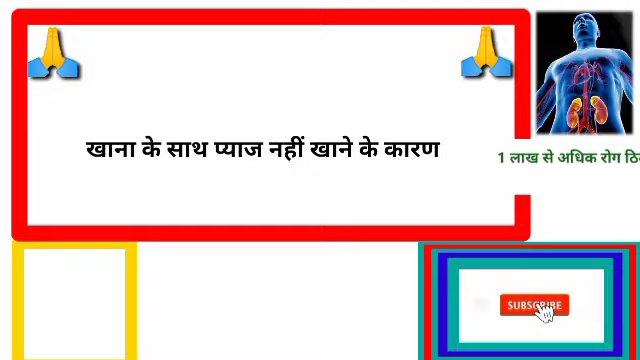 खाना के साथ प्याज नहीं खाने के कारण
1 लाख से अधिक रोग
SUBSCRIBE